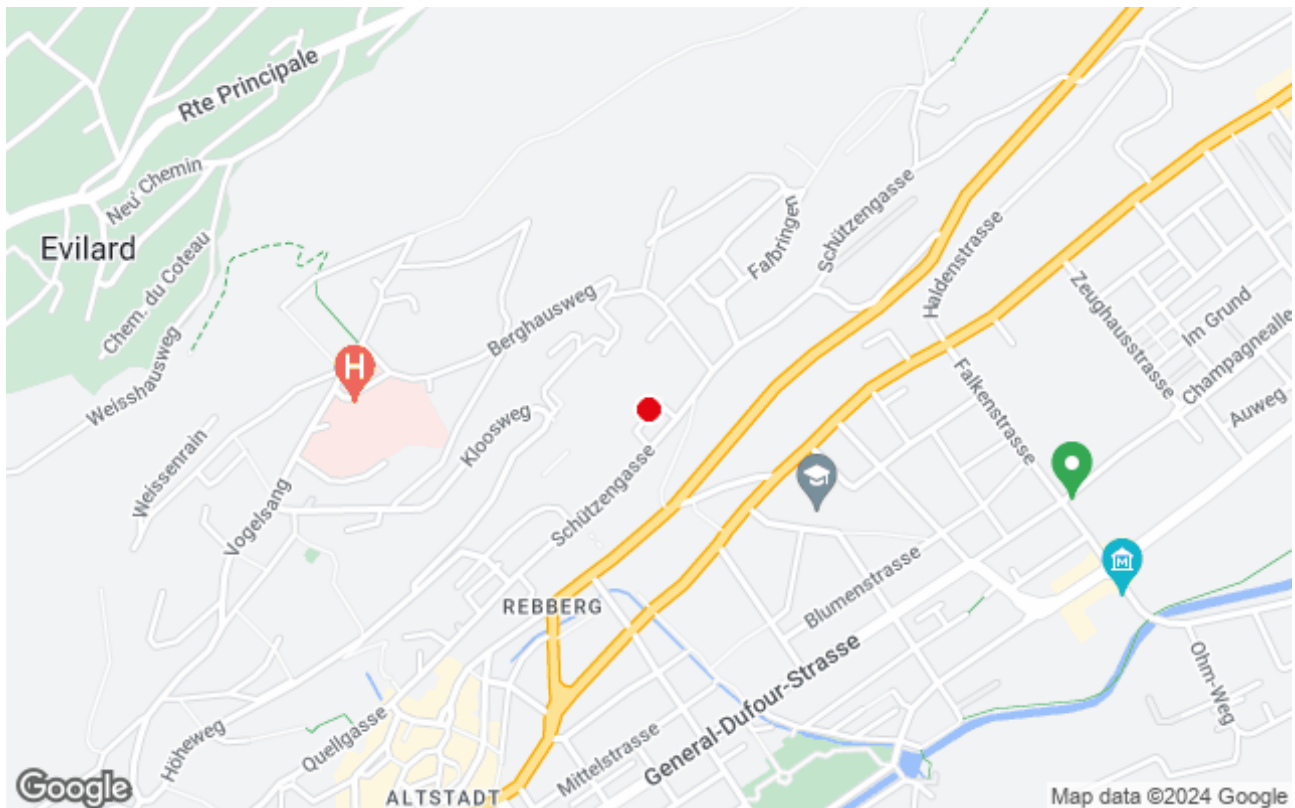 Rte Principale
Neu' Chemin
Evilard
Chem. du Coteau
Weisshausweg
H
Berghausweg
Falbringen
Schützengasse
Haldenstrasse
Zeughausstrasse
Im Grund
Champagneallee
Auweg
Falkenstrasse
Weissenrain
Kloosweg
Vogelsang
Schützengasse
REBBERG
Blumenstrasse
M
General-Dufour-Strasse
Ohm-Weg
Höheweg
Quellgasse
Mittelstrasse
ALTSTADT
Google
Map data ©2024 Google